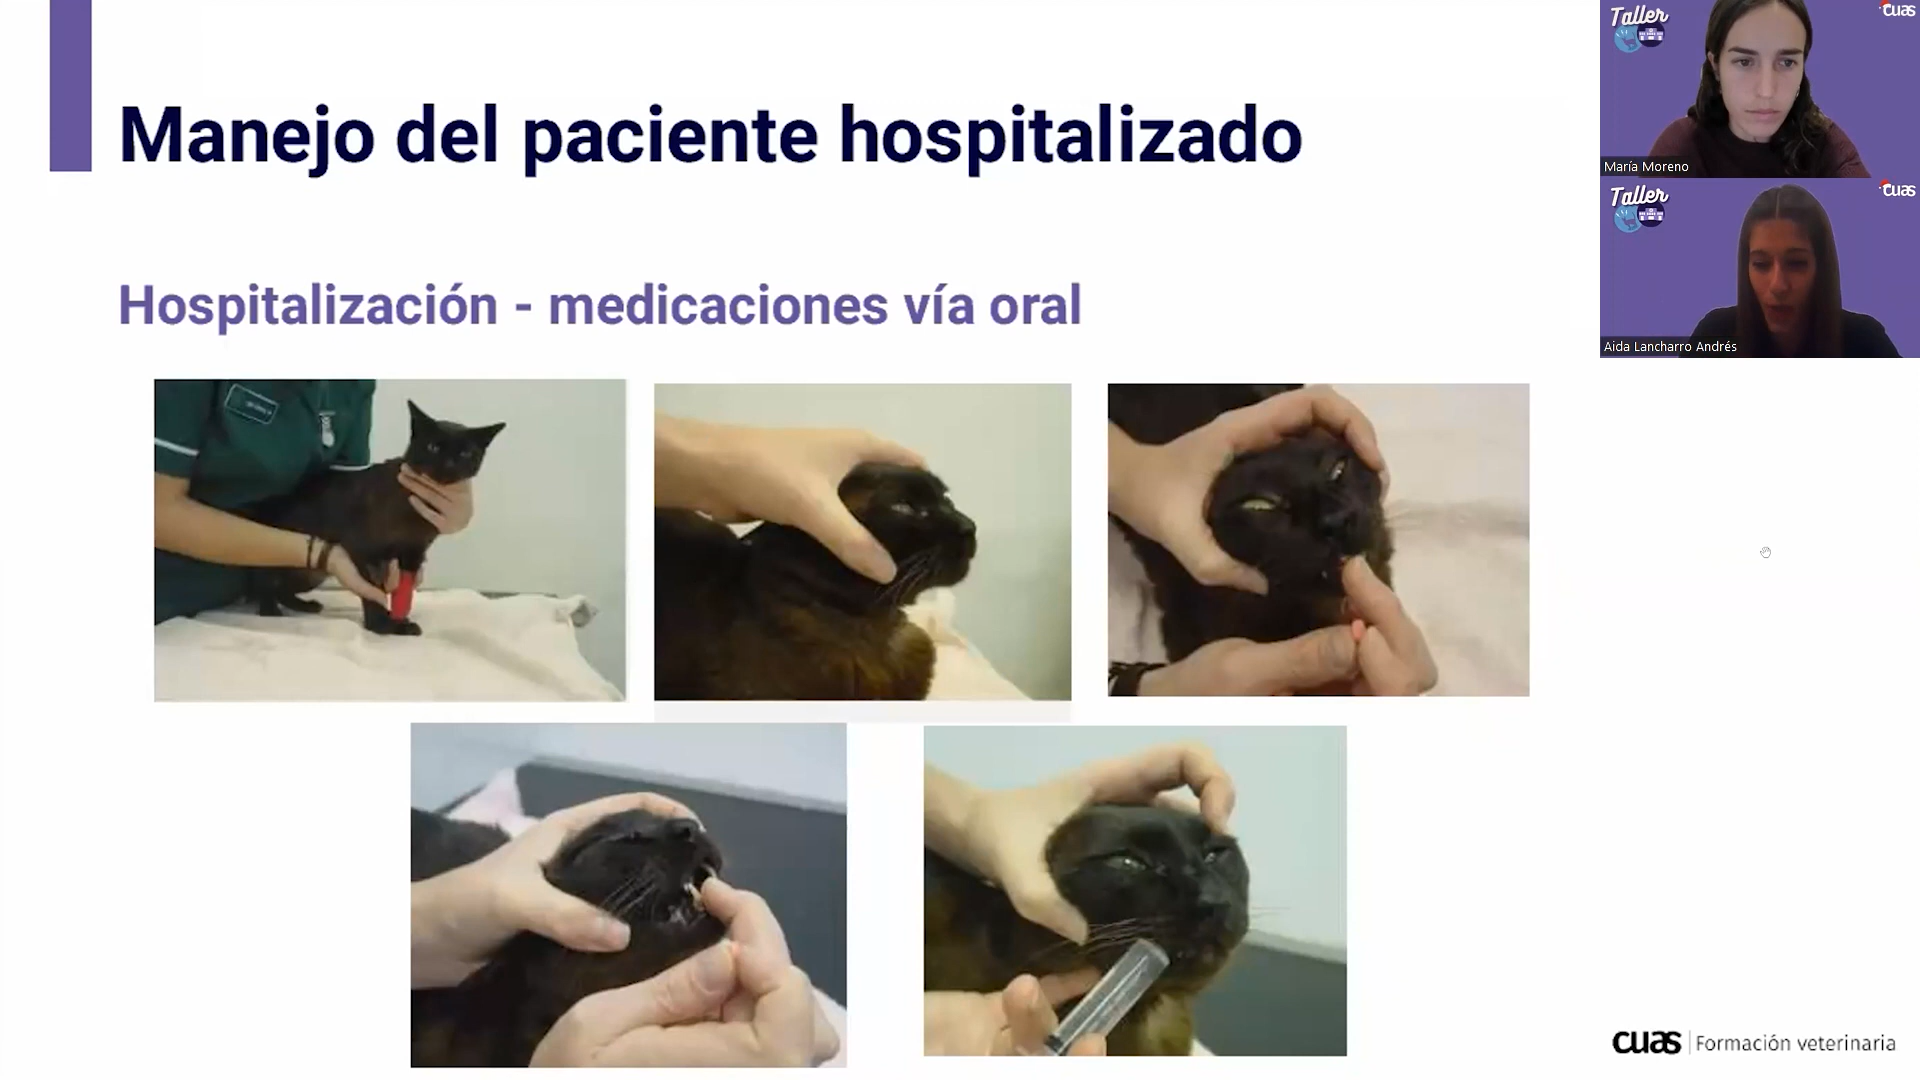 Manejo del paciente hospitalizado
Hospitalización - medicaciones vía oral
Taller
cuas
María Moreno
Taller
cuas
Aida Lancharro Andrés
cuas | Formación veterinaria